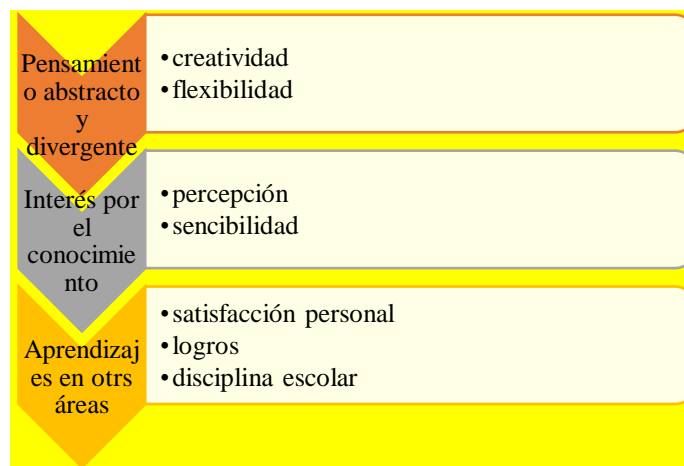 Pensamient
o abstracto
y
divergente
•creatividad
•flexibilidad
Interés por
el
conocimie
nto
•percepción
•sencibilidad
Aprendizaj
es en otrs
áreas
•satisfacción personal
•logros
•disciplina escolar